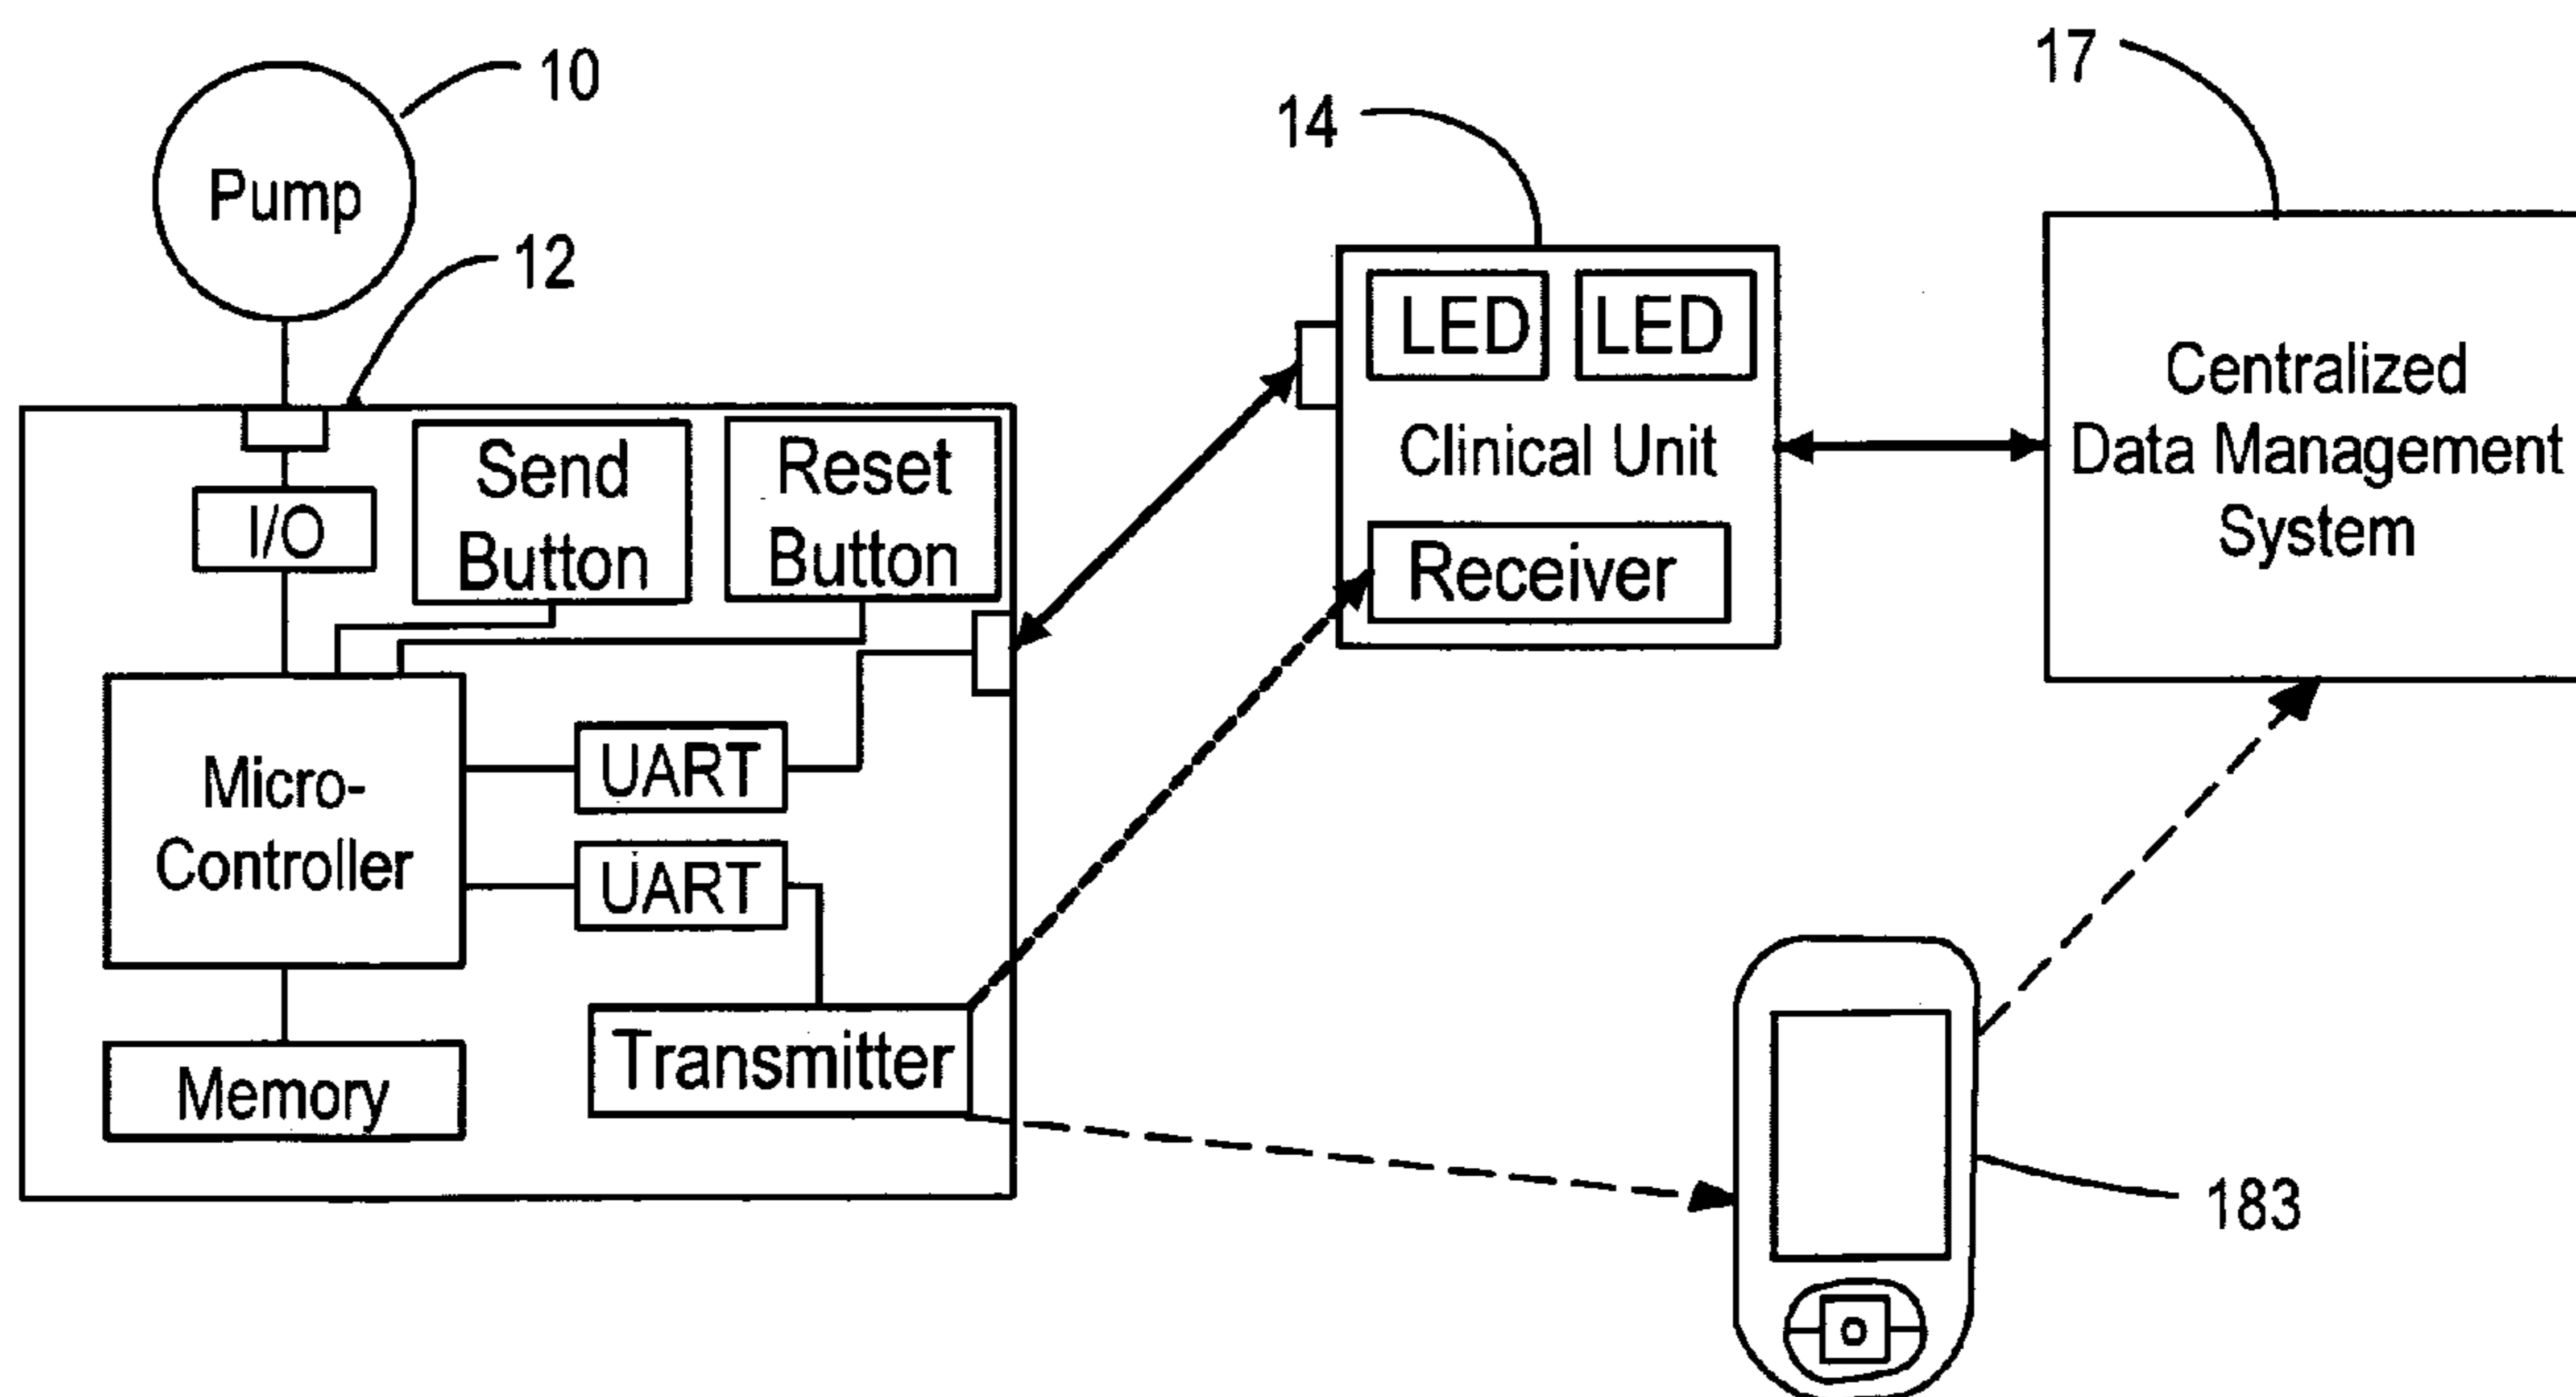 10
Pump
12
17
14
LED
LED
Clinical Unit
Receiver
Centralized
Data Management
System
Send
Button
Reset
Button
I/O
Micro-
Controller
UART
UART
Transmitter
Memory
183